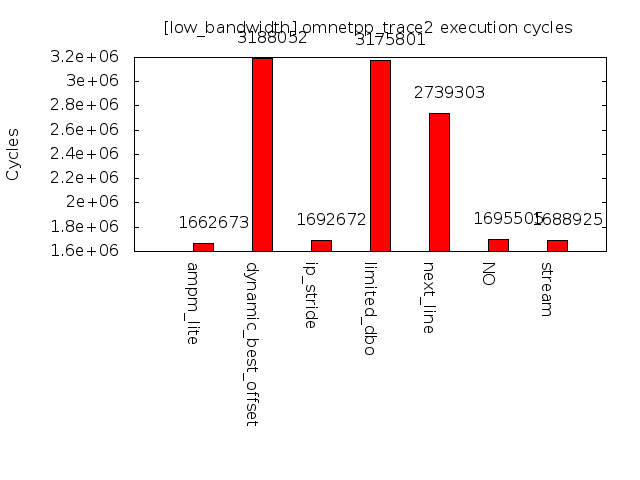 [low_bandwidth] omnetpp_trace2 execution cycles
3188052
3175801
3.2e+06
3e+06
2.8e+06
2739303
2.6e+06
2.4e+06
2.2e+06
2e+06
1.8e+06
1662673
1692672
1695505
1688925
1.6e+06
Cycles
ampm_lite
dynamic_best_offset
ip_stride
limited_dbo
next_line
NO
stream